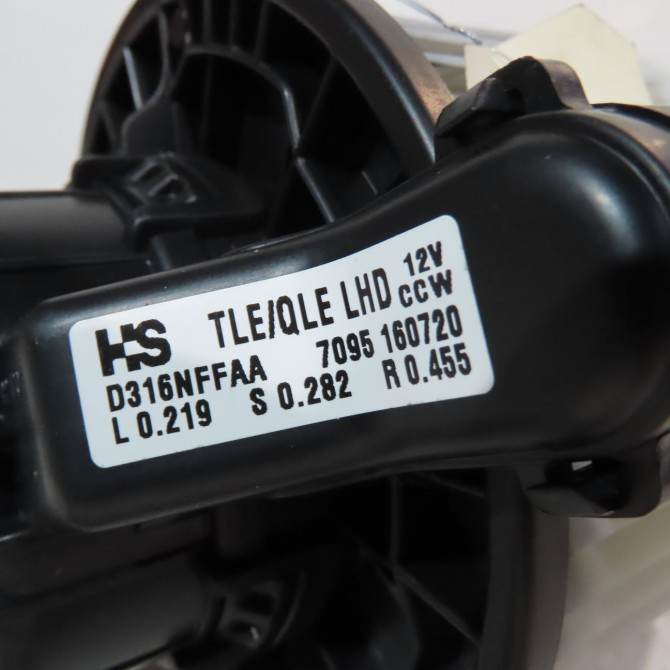 HS TLE/QLE LHD 12V CCW
D316NFFAA 7095 160720
L 0.219 S 0.282 R 0.455